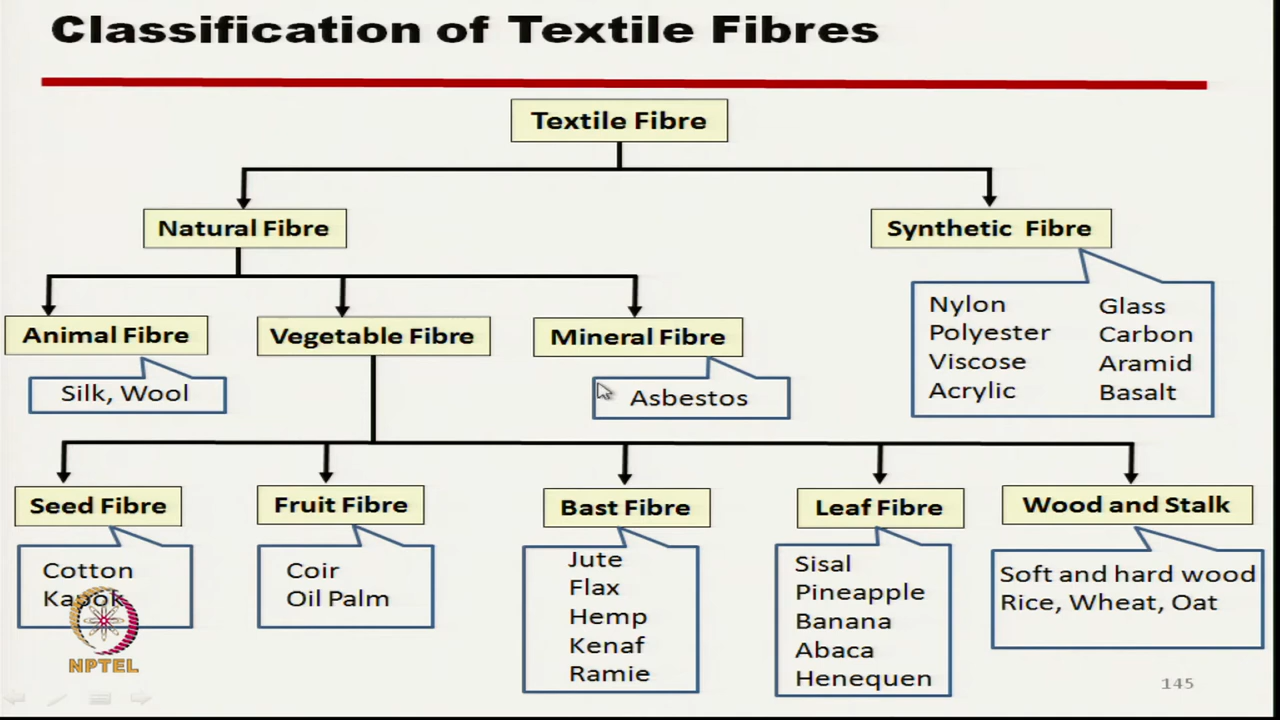 Classification of Textile Fibres
Textile Fibre
Natural Fibre
Synthetic Fibre
Nylon
Polyester
Viscose
Acrylic
Glass
Carbon
Aramid
Basalt
Animal Fibre
Vegetable Fibre
Mineral Fibre
Silk, Wool
Asbestos
Seed Fibre
Fruit Fibre
Bast Fibre
Leaf Fibre
Wood and Stalk
Cotton
Kapok
Coir
Oil Palm
Jute
Flax
Hemp
Kenaf
Ramie
Sisal
Pineapple
Banana
Abaca
Henequen
Soft and hard wood
Rice, Wheat, Oat
NPTEL
145